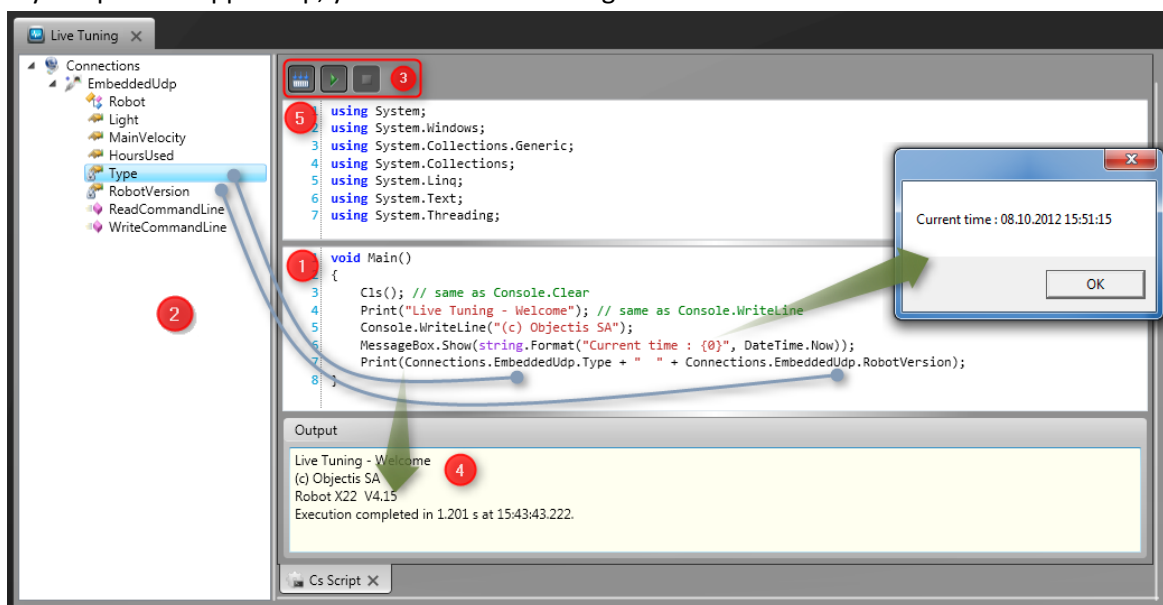 Live Tuning
Connections
EmbeddedUdp
Robot
Light
MainVelocity
HoursUsed
Type
RobotVersion
ReadCommandLine
WriteCommandLine
2
3
5
using System;
2 using System.Windows;
3 using System.Collections.Generic;
4 using System.Collections;
5 using System.Linq;
6 using System.Text;
7 using System.Threading;
1
void Main()
{
3 Cls(); // same as Console.Clear
4 Print("Live Tuning - Welcome"); // same as Console.WriteLine
5 Console.WriteLine("(c) Objectis SA");
6 MessageBox.Show(string.Format("Current time : {0}", DateTime.Now));
7 Print(Connections.EmbeddedUdp.Type + "  " + Connections.EmbeddedUdp.RobotVersion);
8 }
Current time : 08.10.2012 15:51:15
OK
Output
Live Tuning - Welcome
(c) Objectis SA
Robot X22 V4.15
Execution completed in 1.201 s at 15:43:43.222.
4
Cs Script